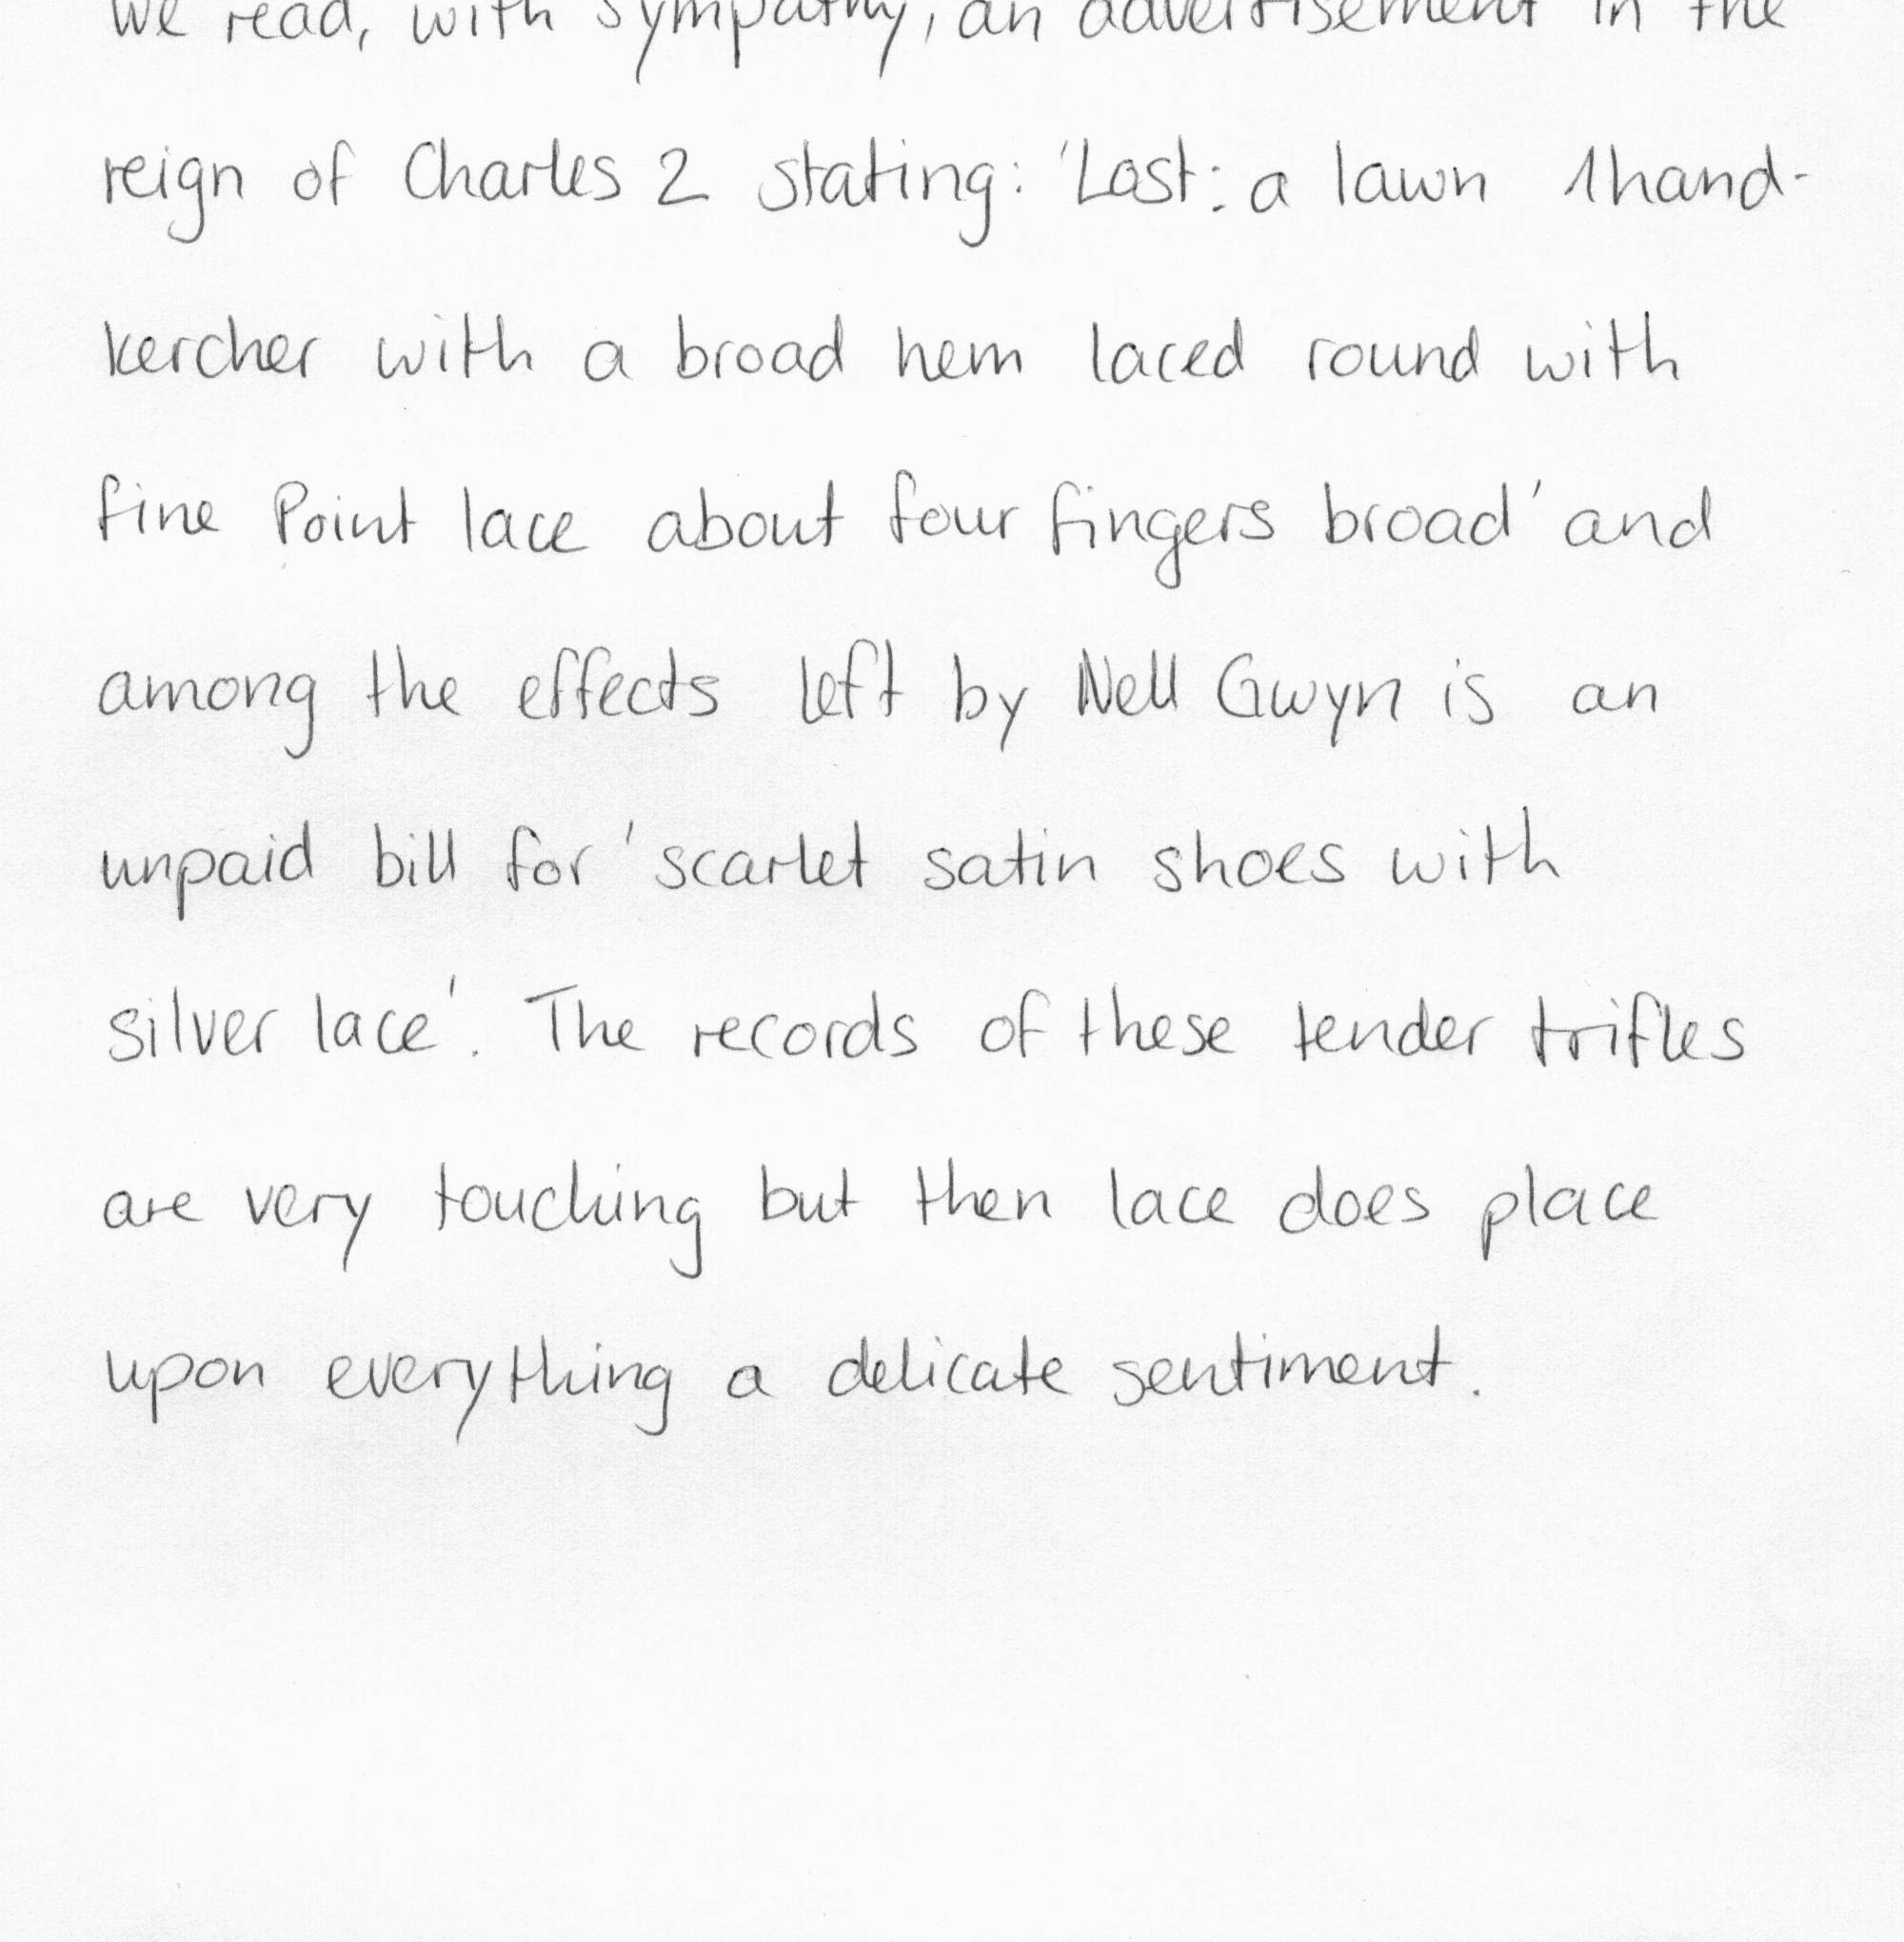 We read, with sympathy, an advertisement in the
reign of Charles 2 stating: 'Lost: a lawn 1hand-
kercher with a broad hem laced round with
fine Point lace about four fingers broad' and
among the effects left by Nell Gwyn is an
unpaid bill for 'scarlet satin shoes with
silver lace'. The records of these tender trifles
are very touching but then lace does place
upon everything a delicate sentiment.